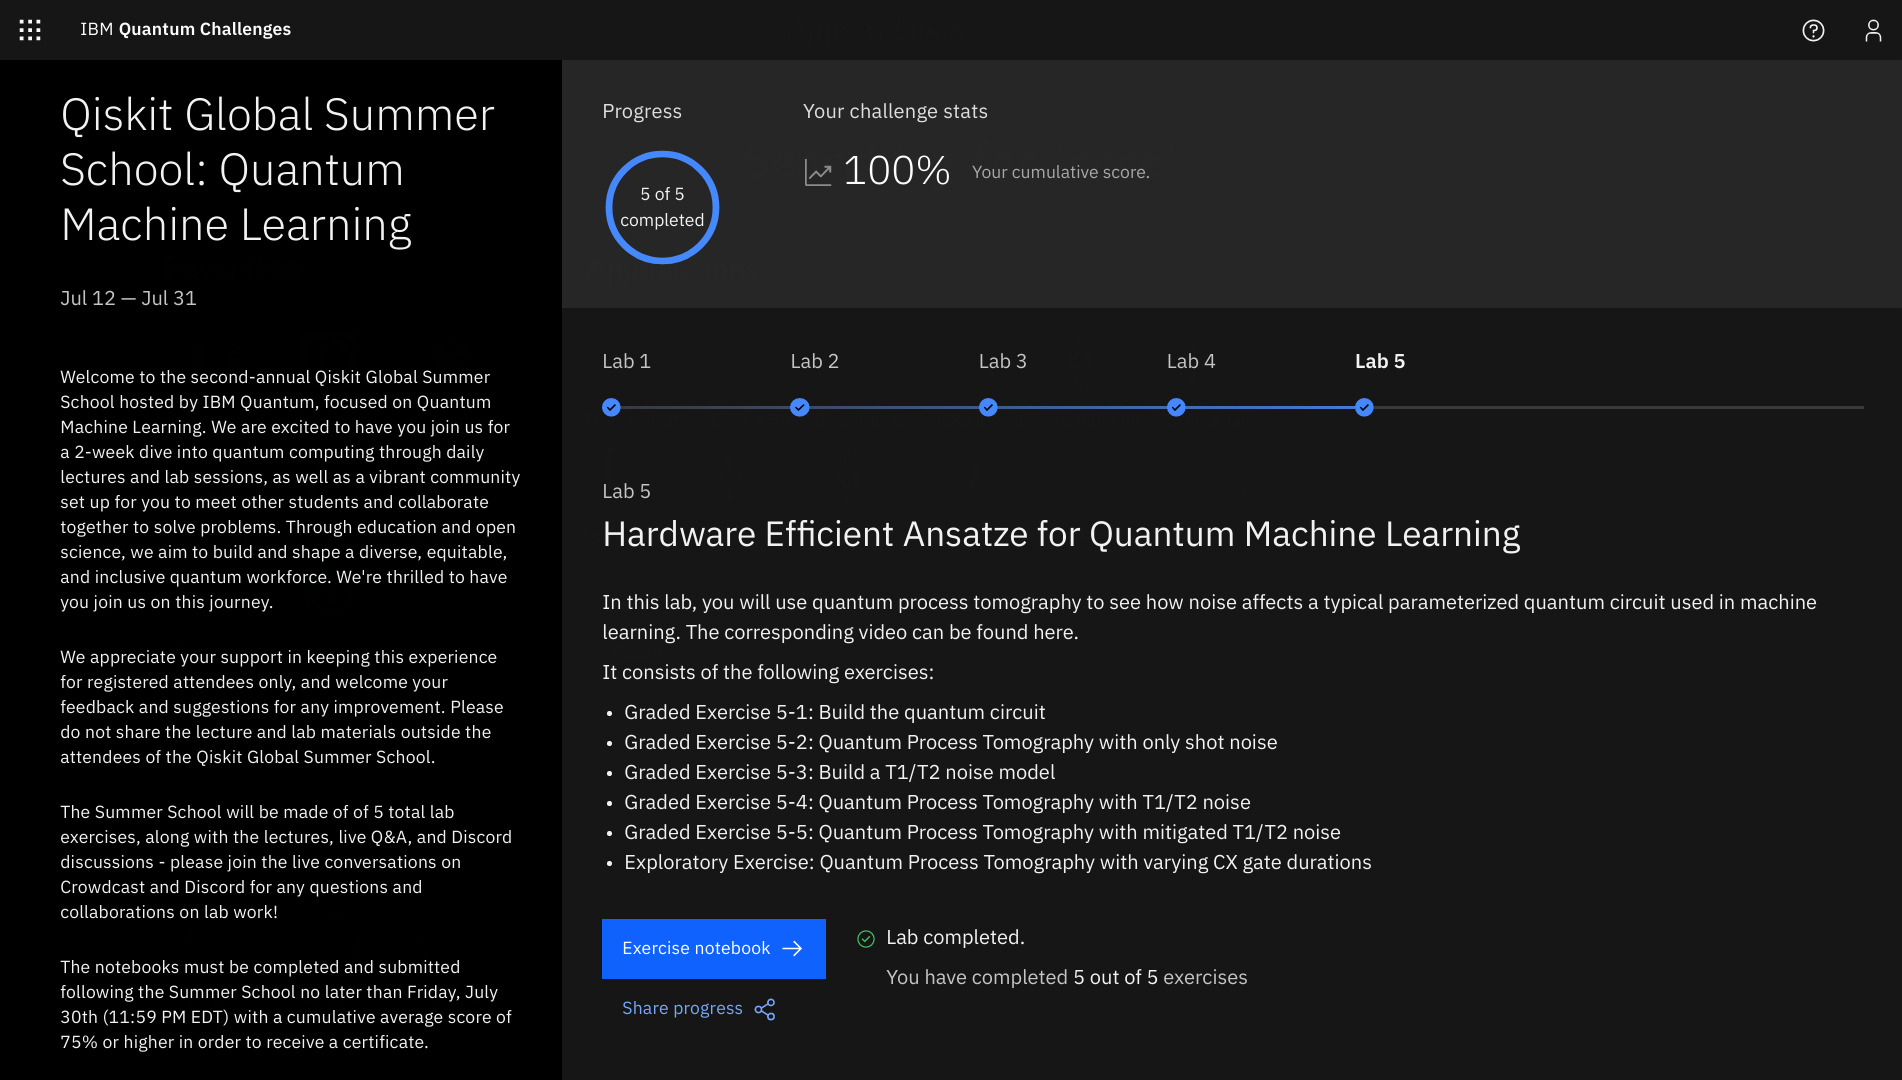 IBM Quantum Challenges
Qiskit Global Summer
School: Quantum
Machine Learning
Jul 12 — Jul 31
Welcome to the second-annual Qiskit Global Summer
School hosted by IBM Quantum, focused on Quantum
Machine Learning. We are excited to have you join us for
a 2-week dive into quantum computing through daily
lectures and lab sessions, as well as a vibrant community
set up for you to meet other students and collaborate
together to solve problems. Through education and open
science, we aim to build and shape a diverse, equitable,
and inclusive quantum workforce. We're thrilled to have
you join us on this journey.
We appreciate your support in keeping this experience
for registered attendees only, and welcome your
feedback and suggestions for any improvement. Please
do not share the lecture and lab materials outside the
attendees of the Qiskit Global Summer School.
The Summer School will be made of of 5 total lab
exercises, along with the lectures, live Q&A, and Discord
discussions - please join the live conversations on
Crowdcast and Discord for any questions and
collaborations on lab work!
The notebooks must be completed and submitted
following the Summer School no later than Friday, July
30th (11:59 PM EDT) with a cumulative average score of
75% or higher in order to receive a certificate.
Progress
5 of 5
completed
Your challenge stats
100% Your cumulative score.
Lab 1 Lab 2 Lab 3 Lab 4 Lab 5
Lab 5
Hardware Efficient Ansatze for Quantum Machine Learning
In this lab, you will use quantum process tomography to see how noise affects a typical parameterized quantum circuit used in machine
learning. The corresponding video can be found here.
It consists of the following exercises:
• Graded Exercise 5-1: Build the quantum circuit
• Graded Exercise 5-2: Quantum Process Tomography with only shot noise
• Graded Exercise 5-3: Build a T1/T2 noise model
• Graded Exercise 5-4: Quantum Process Tomography with T1/T2 noise
• Graded Exercise 5-5: Quantum Process Tomography with mitigated T1/T2 noise
• Exploratory Exercise: Quantum Process Tomography with varying CX gate durations
Exercise notebook
Lab completed.
You have completed 5 out of 5 exercises
Share progress